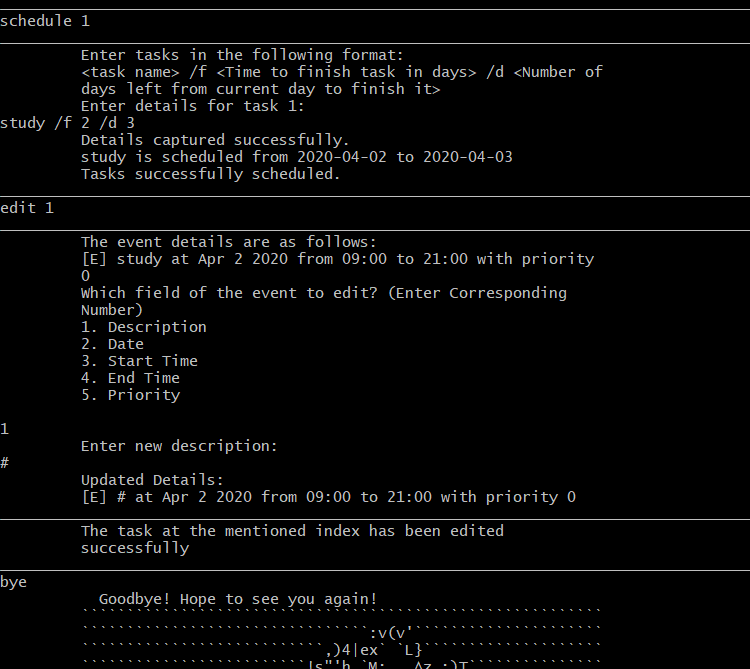 schedule 1
Enter tasks in the following format:
<task name> /f <Time to finish task in days> /d <Number of
days left from current day to finish it>
Enter details for task 1:
study /f 2 /d 3
Details captured successfully.
study is scheduled from 2020-04-02 to 2020-04-03
Tasks successfully scheduled.
edit 1
The event details are as follows:
[E] study at Apr 2 2020 from 09:00 to 21:00 with priority
0
Which field of the event to edit? (Enter Corresponding
Number)
1. Description
2. Date
3. Start Time
4. End Time
5. Priority
1
Enter new description:
#
Updated Details:
[E] # at Apr 2 2020 from 09:00 to 21:00 with priority 0
The task at the mentioned index has been edited
successfully
bye
Goodbye! Hope to see you again!